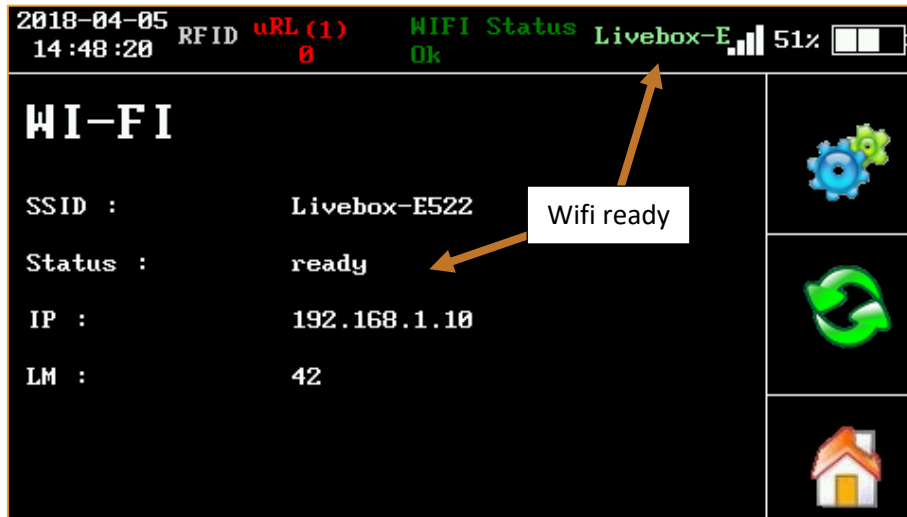 2018-04-05 RFID uRL(1) WIFI Status Livebox-E 51%
14:48:20 0 Ok
WI-FI
SSID : Livebox-E522
Wifi ready
Status : ready
IP : 192.168.1.10
LM : 42